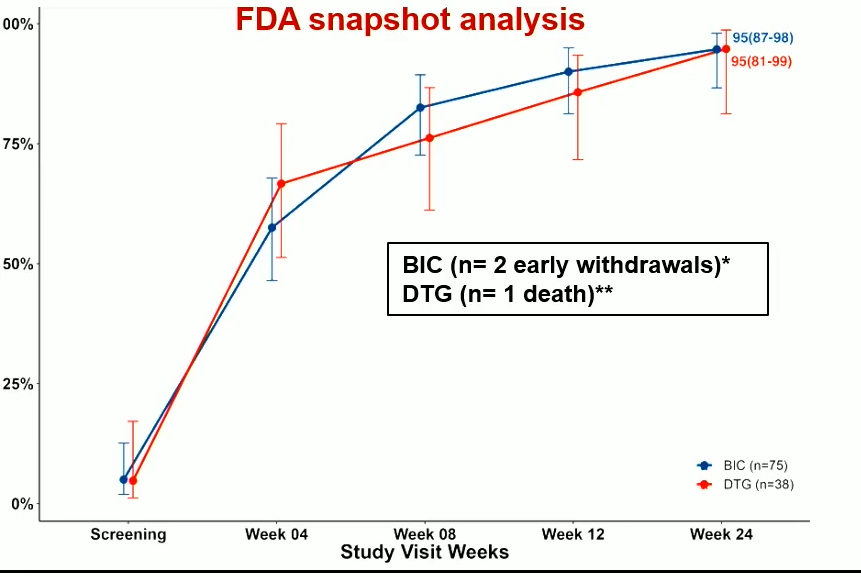 FDA snapshot analysis
00%
75%
50%
25%
0%
95(87-98)
95(81-99)
BIC (n= 2 early withdrawals)*
DTG (n= 1 death)**
BIC (n=75)
DTG (n=38)
Screening
Week 04
Week 08
Week 12
Week 24
Study Visit Weeks